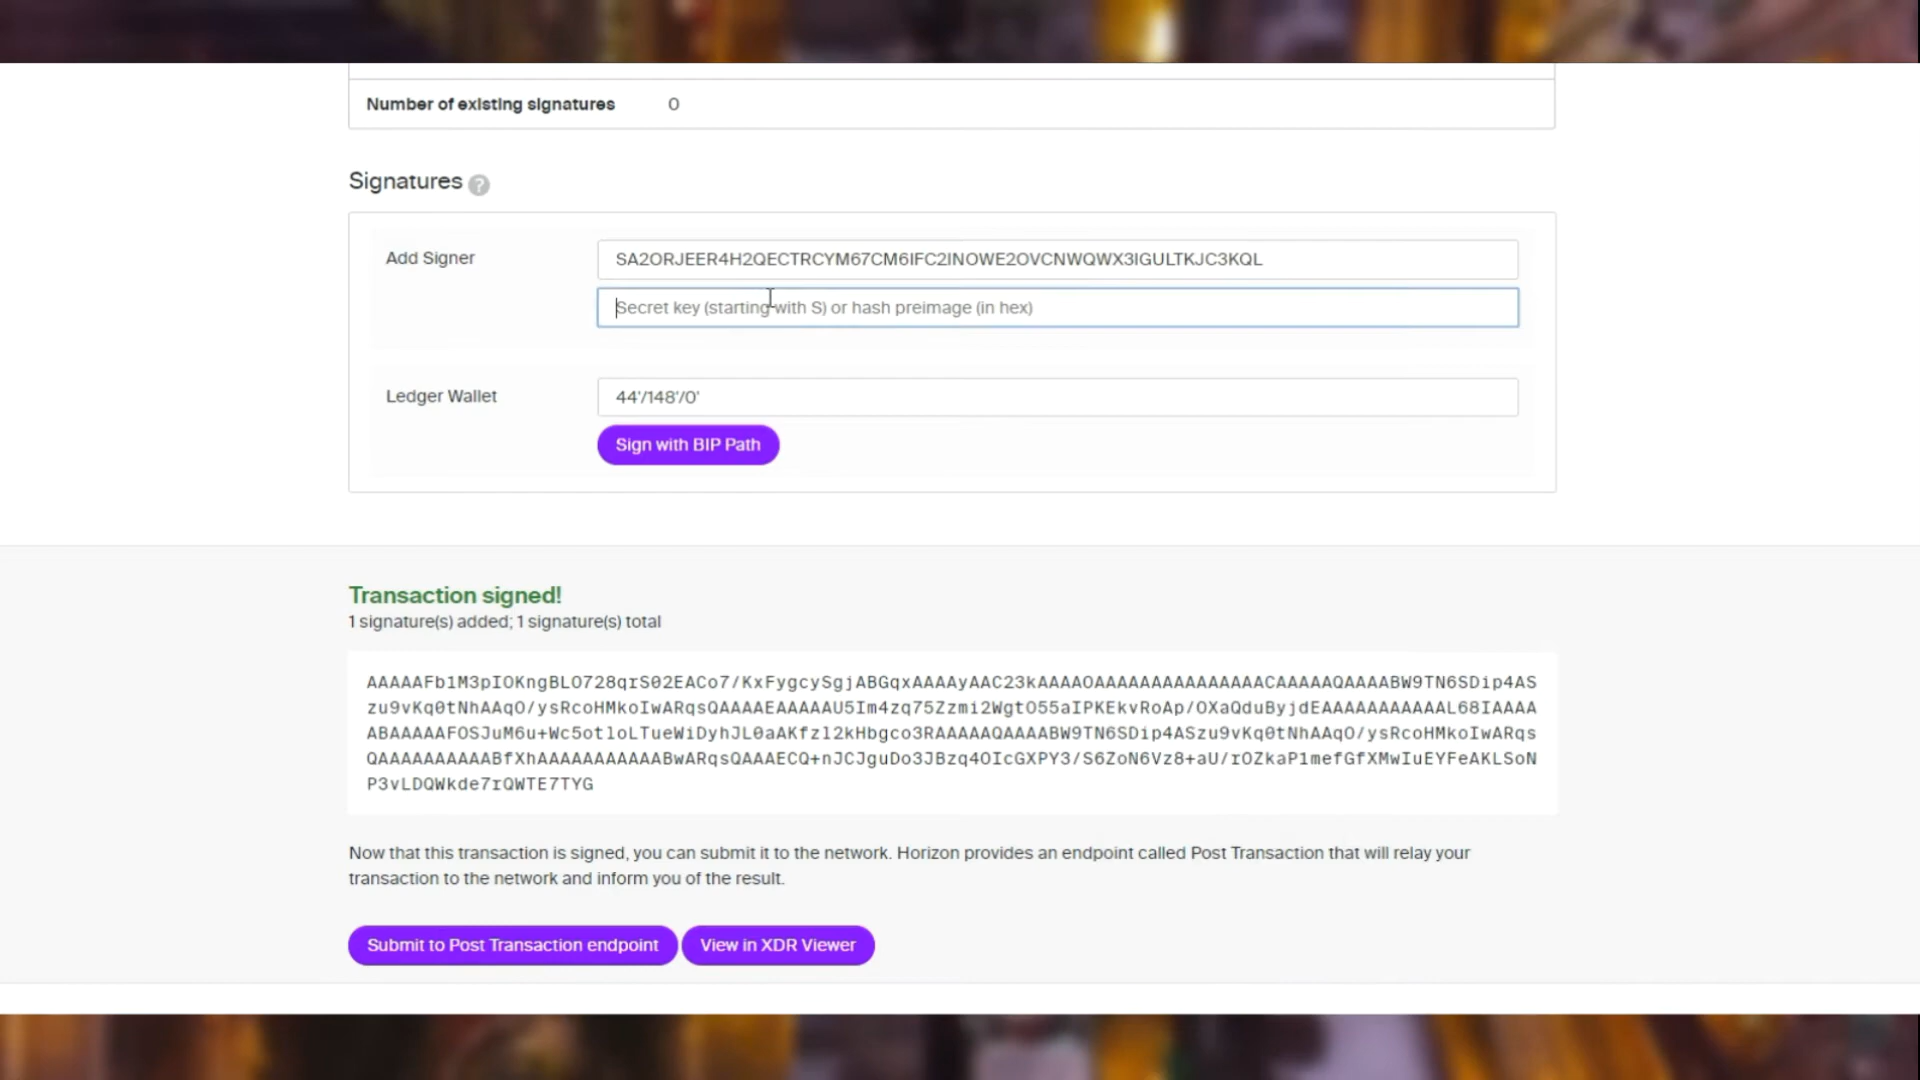 Number of existing signatures 0
Signatures ?
Add Signer SA2ORJEER4H2QECTRCYM67CM6IFC2INOWE2OVCNWQWX3IGULTKJC3KQL
Secret key (starting with S) or hash preimage (in hex)
Ledger Wallet 44'/148'/0'
Sign with BIP Path
Transaction signed!
1 signature(s) added; 1 signature(s) total
AAAAAFb1M3pIOKngBLO728qrS02EACo7/KxFygcySgjABGqxAAAAyAAC23kAAAAOAAAAAAAAAAAAAAACAAAAAQAAAABW9TN6SDip4AS
zu9vKq0tNhAAqO/ysRcoHMkoIwARqsQAAAAEAAAAAU5Im4zq75Zzmi2WgtO55aIPKEkvRoAp/OXaQduByjdEAAAAAAAAAAAL68IAAAA
ABAAAAAFOSJuM6u+Wc5otloLTueWiDyhJL0aAKfzl2kHbgco3RAAAAAQAAAABW9TN6SDip4ASzu9vKq0tNhAAqO/ysRcoHMkoIwARqs
QAAAAAAAAAABfXhAAAAAAAAAAABwARqsQAAAECQ+nJCJguDo3JBzq4OIcGXPY3/S6ZoN6Vz8+aU/rOZkaP1mefGfXMwIuEYFeAKLSoN
P3vLDQWkde7rQWTE7TYG
Now that this transaction is signed, you can submit it to the network. Horizon provides an endpoint called Post Transaction that will relay your
transaction to the network and inform you of the result.
Submit to Post Transaction endpoint View in XDR Viewer